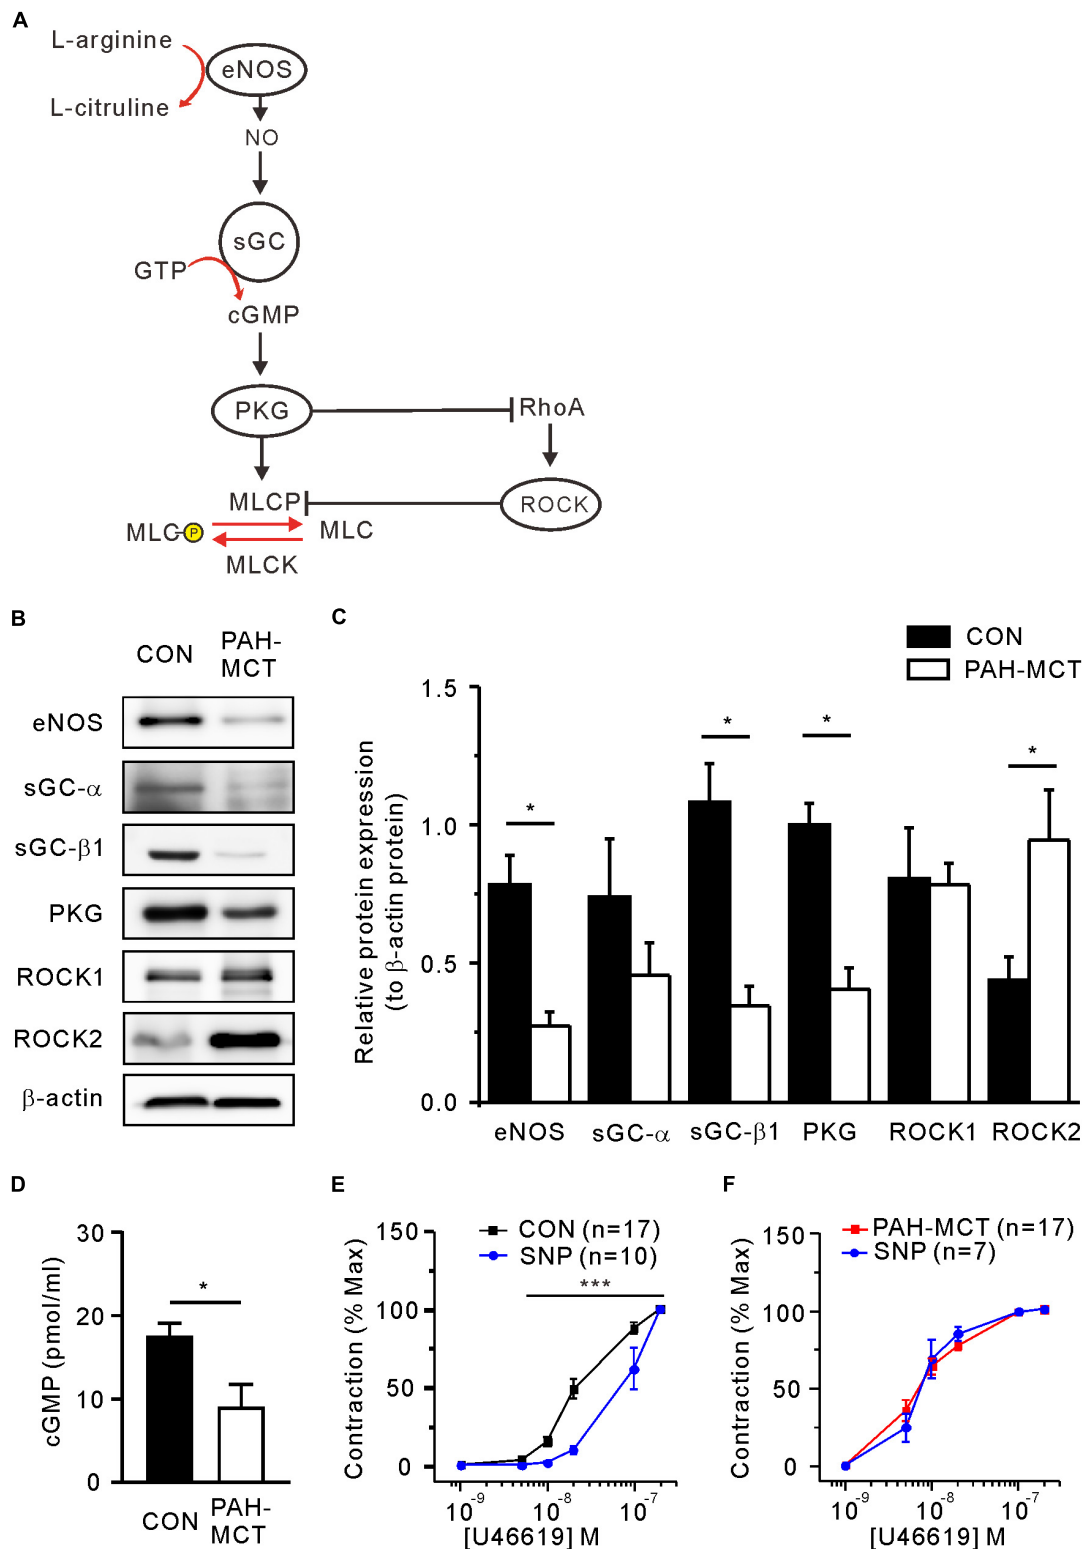 A
L-arginine
eNOS
L-citruline
NO
sGC
GTP
cGMP
PKG
RhoA
MLCP
ROCK
MLC P
MLC
MLCK
B
CON
PAH-
MCT
eNOS
sGC-α
sGC-β1
PKG
ROCK1
ROCK2
β-actin
C
CON
PAH-MCT
Relative protein expression
(to β-actin protein)
1.5
1.0
0.5
0.0
*
*
*
*
eNOS
sGC-α
sGC-β1
PKG
ROCK1
ROCK2
D
cGMP (pmol/ml)
30
20
10
0
*
CON
PAH-
MCT
E
CON (n=17)
SNP (n=10)
***
Contraction (% Max)
150
100
50
0
10⁻⁹
10⁻⁸
10⁻⁷
[U46619] M
F
PAH-MCT (n=17)
SNP (n=7)
Contraction (% Max)
150
100
50
0
10⁻⁹
10⁻⁸
10⁻⁷
[U46619] M